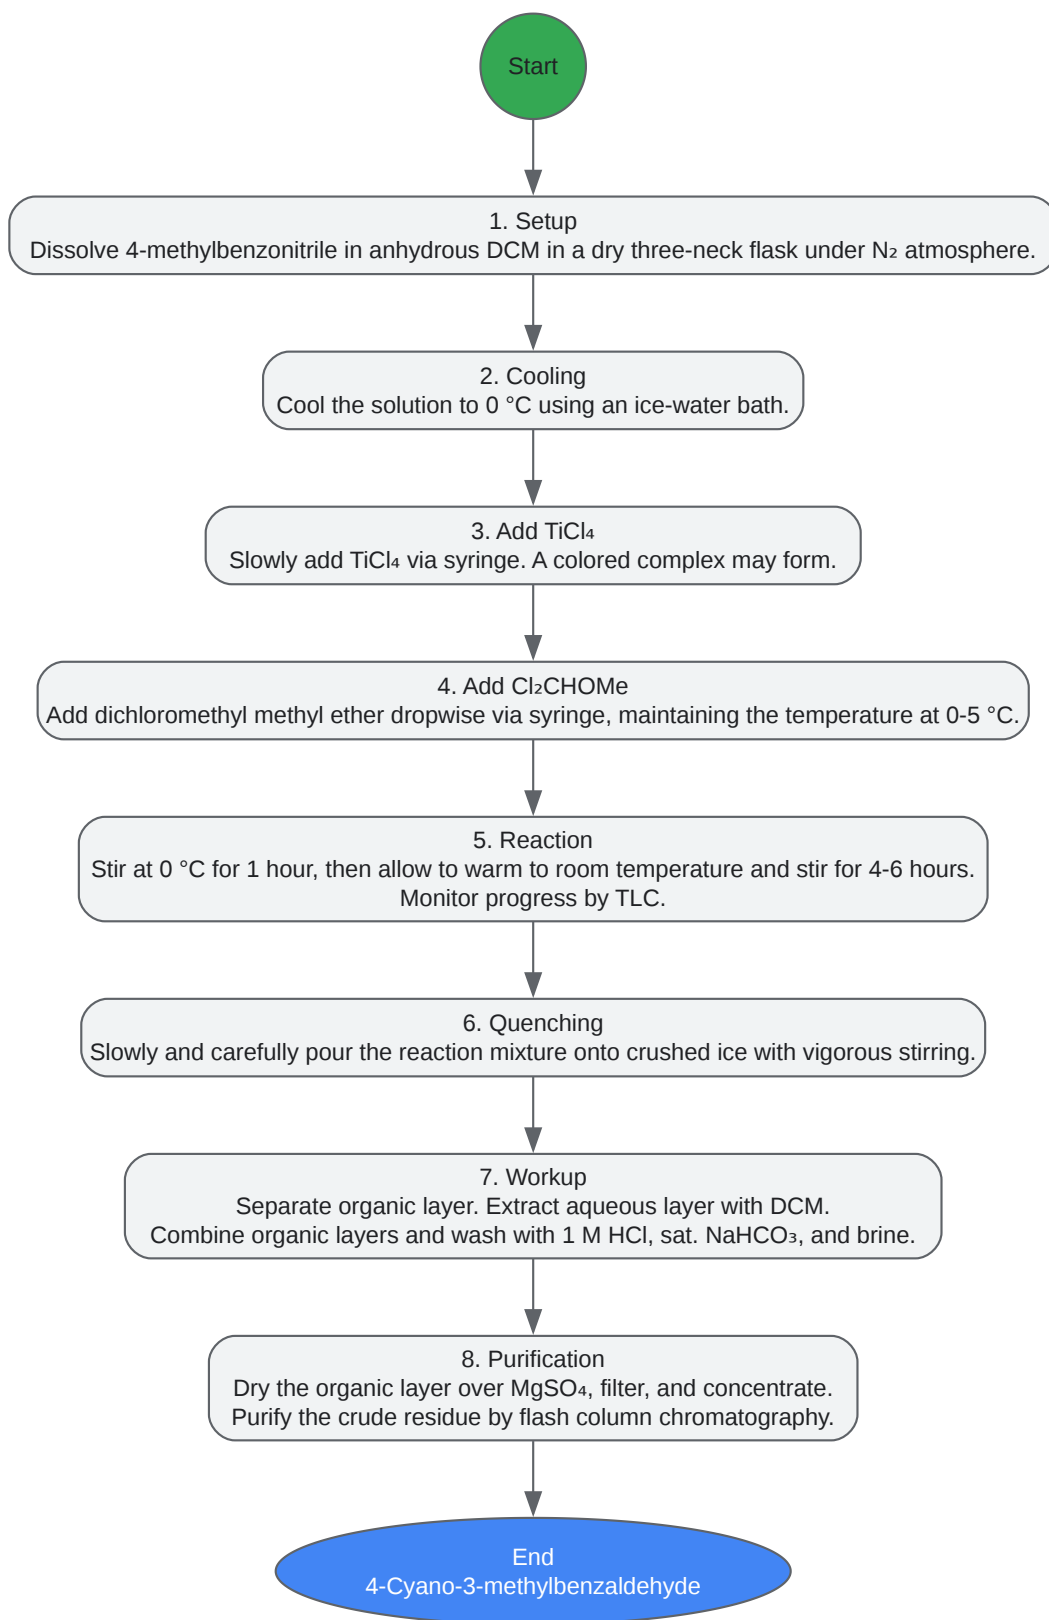 Start
1. Setup
Dissolve 4-methylbenzonitrile in anhydrous DCM in a dry three-neck flask under N₂ atmosphere.
2. Cooling
Cool the solution to 0 °C using an ice-water bath.
3. Add TiCl₄
Slowly add TiCl₄ via syringe. A colored complex may form.
4. Add Cl₂CHOMe
Add dichloromethyl methyl ether dropwise via syringe, maintaining the temperature at 0-5 °C.
5. Reaction
Stir at 0 °C for 1 hour, then allow to warm to room temperature and stir for 4-6 hours.
Monitor progress by TLC.
6. Quenching
Slowly and carefully pour the reaction mixture onto crushed ice with vigorous stirring.
7. Workup
Separate organic layer. Extract aqueous layer with DCM.
Combine organic layers and wash with 1 M HCl, sat. NaHCO₃, and brine.
8. Purification
Dry the organic layer over MgSO₄, filter, and concentrate.
Purify the crude residue by flash column chromatography.
End
4-Cyano-3-methylbenzaldehyde